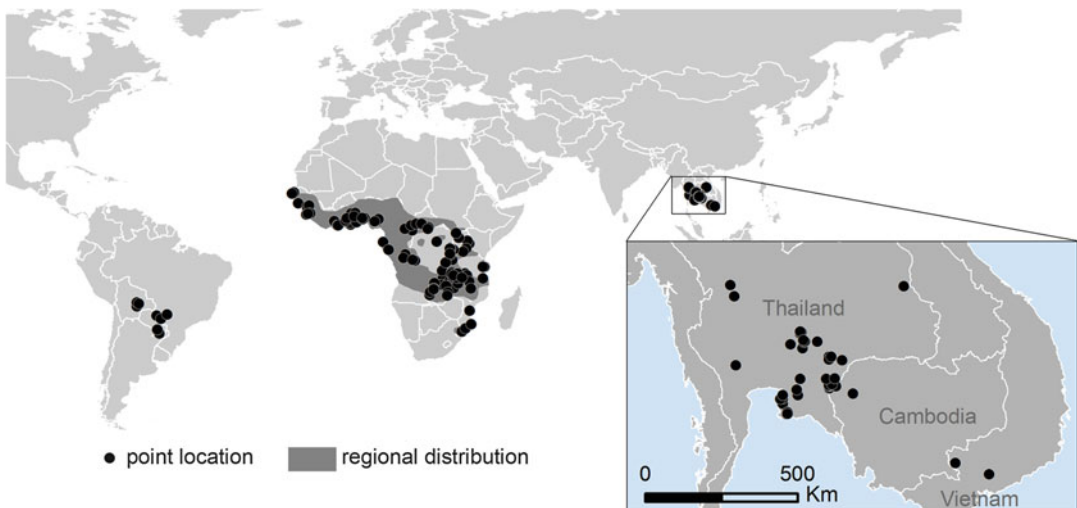 Thailand
Cambodia
Vietnam
0 500
Km
point location regional distribution